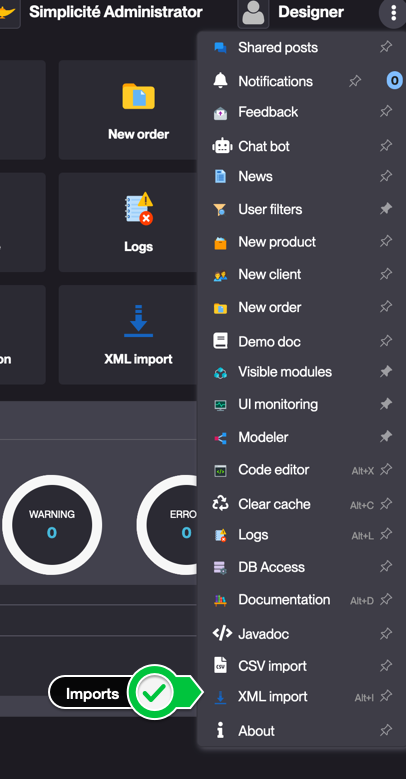 Simplicité Administrator
Designer
Shared posts
Notifications 0
Feedback
New order
Chat bot
News
User filters
Logs
New product
New client
New order
on
XML import
Demo doc
Visible modules
UI monitoring
Modeler
Code editor Alt+X
WARNING
0
ERRO
0
Clear cache Alt+C
Logs Alt+L
DB Access
Documentation Alt+D
Javadoc
CSV CSV import
Imports
XML import Alt+I
About